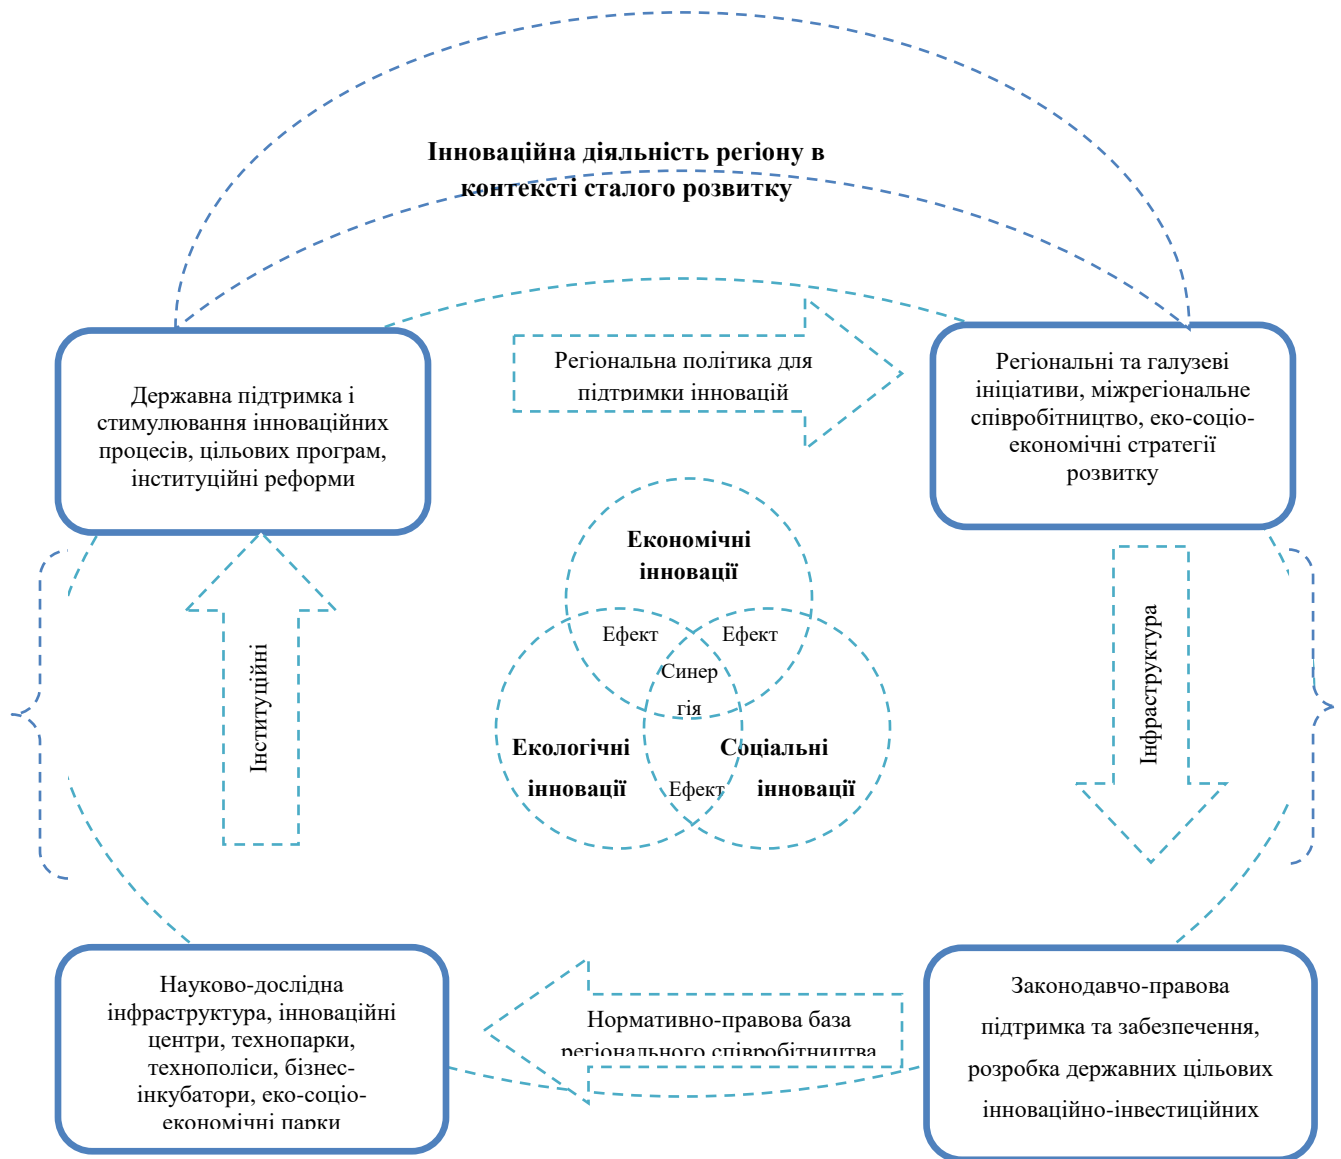 Інноваційна діяльність регіону в
контексті сталого розвитку
Державна підтримка і
стимулювання інноваційних
процесів, цільових програм,
інституційні реформи
Регіональна політика для
підтримки інновацій
Регіональні та галузеві
ініціативи, міжрегіональне
співробітництво, еко-соціо-
економічні стратегії
розвитку
Економічні
інновації
Ефект
Ефект
Синер
гія
Екологічні
інновації
Соціальні
інновації
Ефект
Інституційні
Інфраструктура
Науково-дослідна
інфраструктура, інноваційні
центри, технопарки,
технополіси, бізнес-
інкубатори, еко-соціо-
економічні парки
Нормативно-правова база
регіонального співробітництва
Законодавчо-правова
підтримка та забезпечення,
розробка державних цільових
інноваційно-інвестиційних